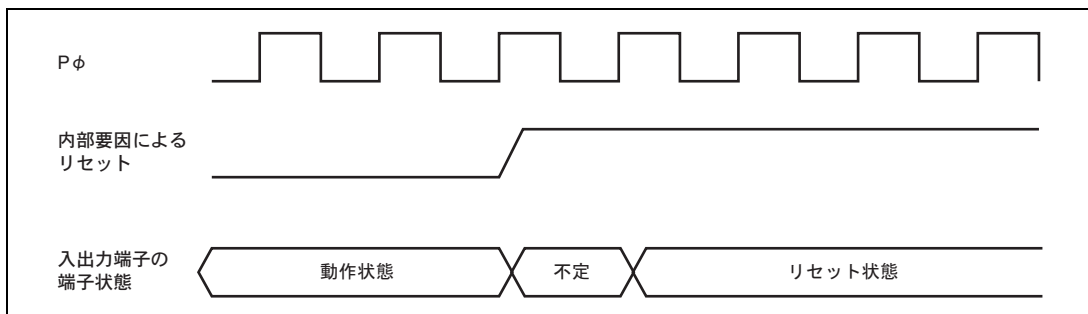 Pφ
内部要因による
リセット
入出力端子の
端子状態
動作状態
不定
リセット状態